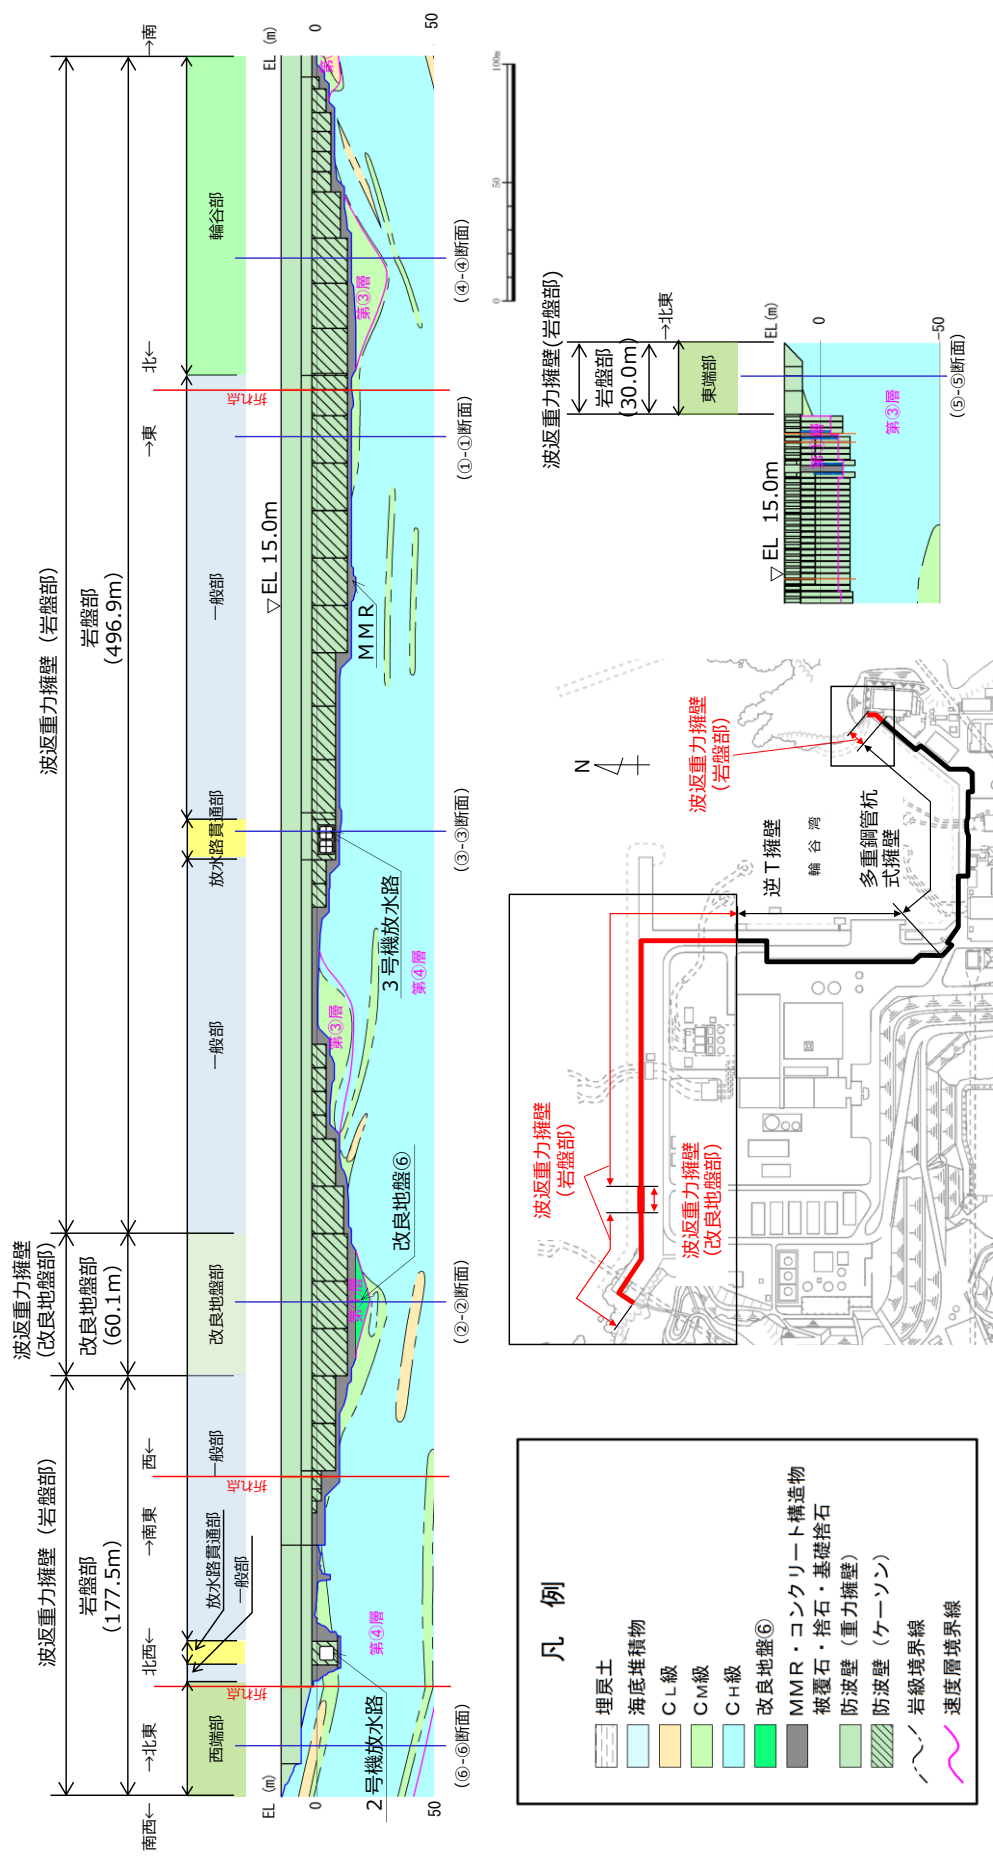 波返重力擁壁（岩盤部）
波返重力擁壁
（改良地盤部）
波返重力擁壁（岩盤部）
岩盤部
(177.5m)
改良地盤部
(60.1m)
岩盤部
(496.9m)
南西←
→北東
北西←
→南東
西←
→東
北←
→南
西端部
一般部
放水路貫通部
一般部
改良地盤部
一般部
放水路貫通部
一般部
輪谷部
折れ点
折れ点
折れ点
▽EL 15.0m
EL (m)
0
50
EL (m)
0
-50
第④層
第③層
第③層
第④層
第③層
第
2号機放水路
改良地盤⑥
3号機放水路
MMR
(⑥-⑥断面)
(②-②断面)
(③-③断面)
(①-①断面)
(④-④断面)
0
50
100m
凡 例
埋戻土
海底堆積物
CL級
CM級
CH級
改良地盤⑥
MMR・コンクリート構造物
被覆石・捨石・基礎捨石
防波壁（重力擁壁）
防波壁（ケーソン）
岩級境界線
速度層境界線
波返重力擁壁
（岩盤部）
波返重力擁壁
（改良地盤部）
N
逆T擁壁
輪谷湾
多重鋼管杭
式擁壁
波返重力擁壁
（岩盤部）
波返重力擁壁(岩盤部)
岩盤部
(30.0m)
→北東
東端部
▽EL 15.0m
EL(m)
0
-50
第③層
(⑤-⑤断面)